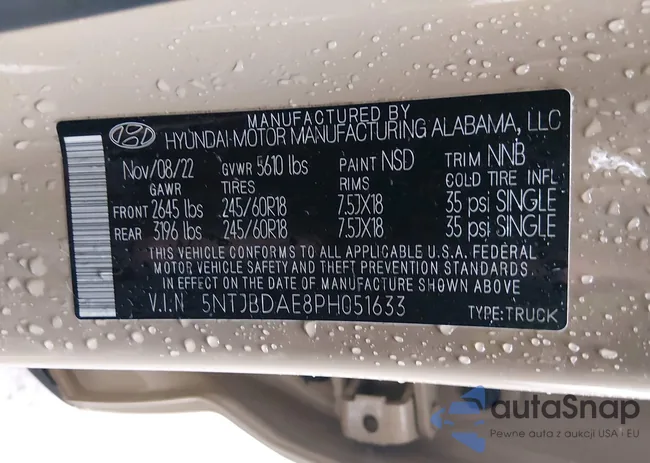 MANUFACTURED BY
HYUNDAI MOTOR MANUFACTURING ALABAMA, LLC
Nov/08/22 GVWR 5610 lbs PAINT NSD TRIM NNB
GAWR TIRES RIMS COLD TIRE INFL
FRONT 2645 lbs 245/60R18 7.5JX18 35 psi SINGLE
REAR 3196 lbs 245/60R18 7.5JX18 35 psi SINGLE
THIS VEHICLE CONFORMS TO ALL APPLICABLE U.S.A. FEDERAL
MOTOR VEHICLE SAFETY AND THEFT PREVENTION STANDARDS
IN EFFECT ON THE DATE OF MANUFACTURE SHOWN ABOVE
V.I.N 5NTJBDAE8PH051633 TYPE:TRUCK
autaSnap
Pewne auta z aukcji USA i EU